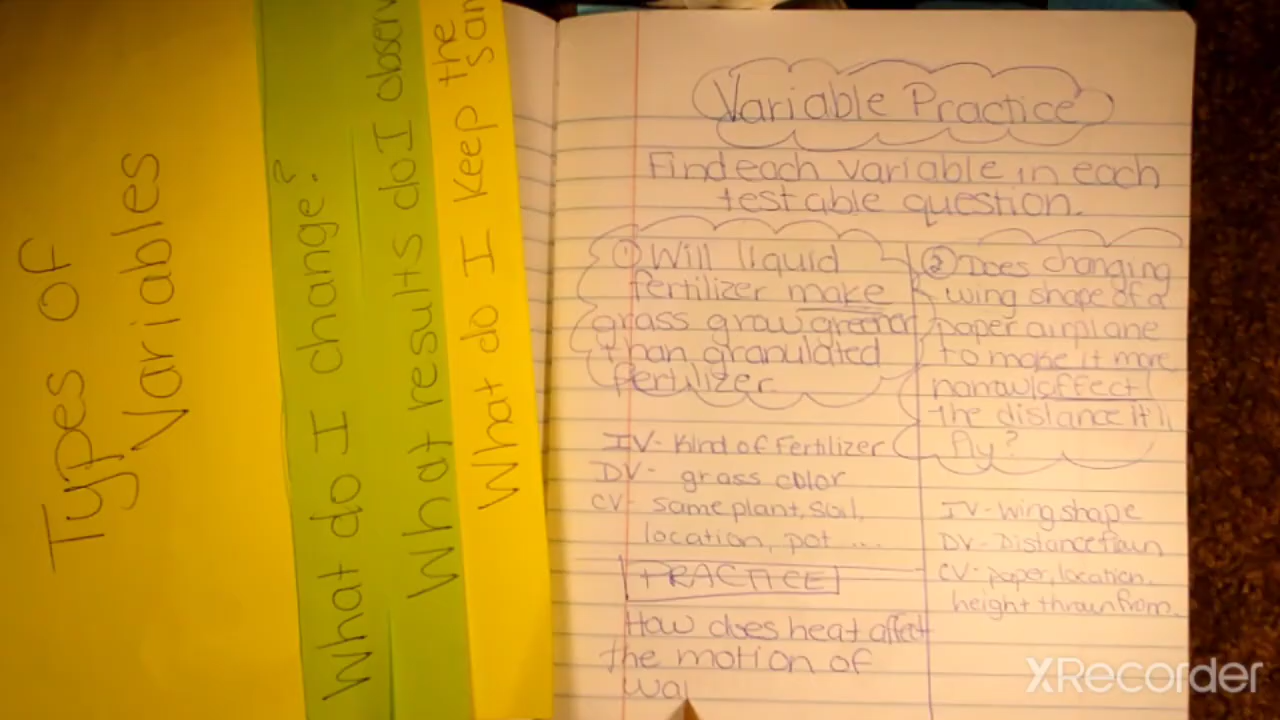 Types of
Variables
What do I change?
What results do I observ
What do I keep the
sam
Variable Practice
Find each variable in each
testable question.
① Will liquid
fertilizer make
grass grow greener
than granulated
fertilizer
IV- Kind of Fertilizer
DV- grass color
CV- same plant, soil,
location, pot ...
PRACTICE
How does heat affect
the motion of
wa
② Does changing
wing shape of a
paper airplane
to make it more
narrow affect
the distance it'll
fly?
IV- wing shape
DV- Distance flown
CV- paper, location,
height thrown from
XRecorder